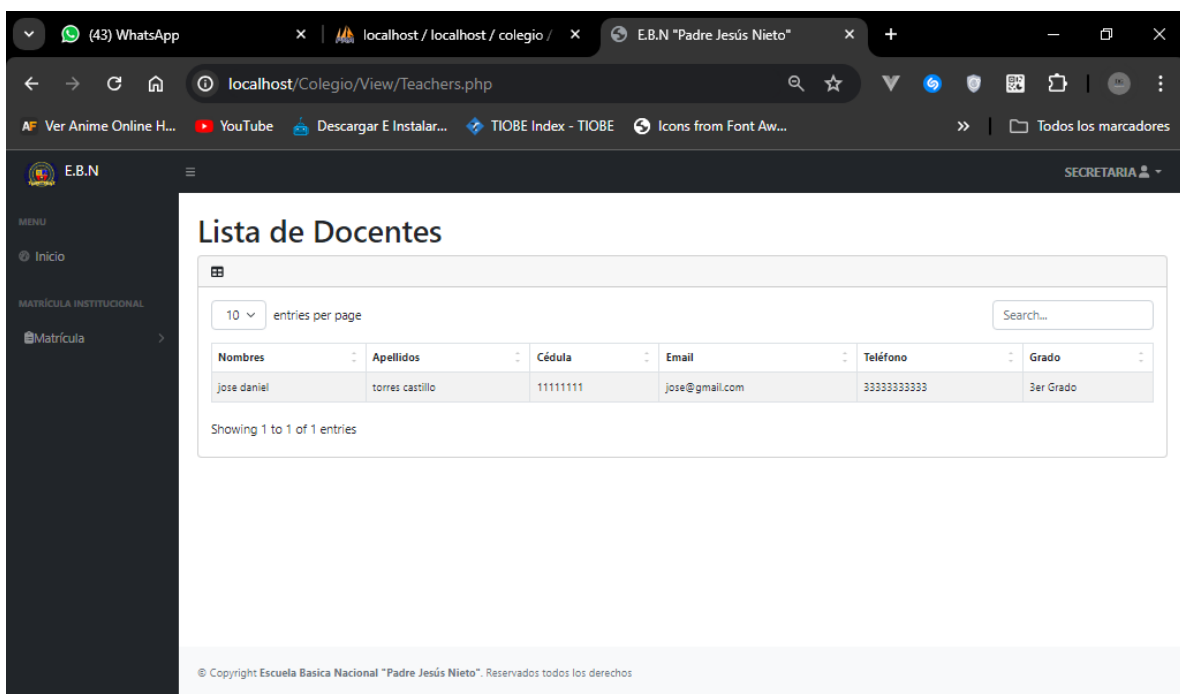 (43) WhatsApp
localhost / localhost / colegio /
E.B.N "Padre Jesús Nieto"
localhost/Colegio/View/Teachers.php
AF Ver Anime Online H...
YouTube
Descargar E Instalar...
TIOBE Index - TIOBE
Icons from Font Aw...
Todos los marcadores
E.B.N
SECRETARIA
MENU
Inicio
MATRÍCULA INSTITUCIONAL
Matrícula
Lista de Docentes
10 entries per page
Search...
Nombres Apellidos Cédula Email Teléfono Grado
jose daniel torres castillo 11111111 jose@gmail.com 33333333333 3er Grado
Showing 1 to 1 of 1 entries
© Copyright Escuela Basica Nacional "Padre Jesús Nieto". Reservados todos los derechos